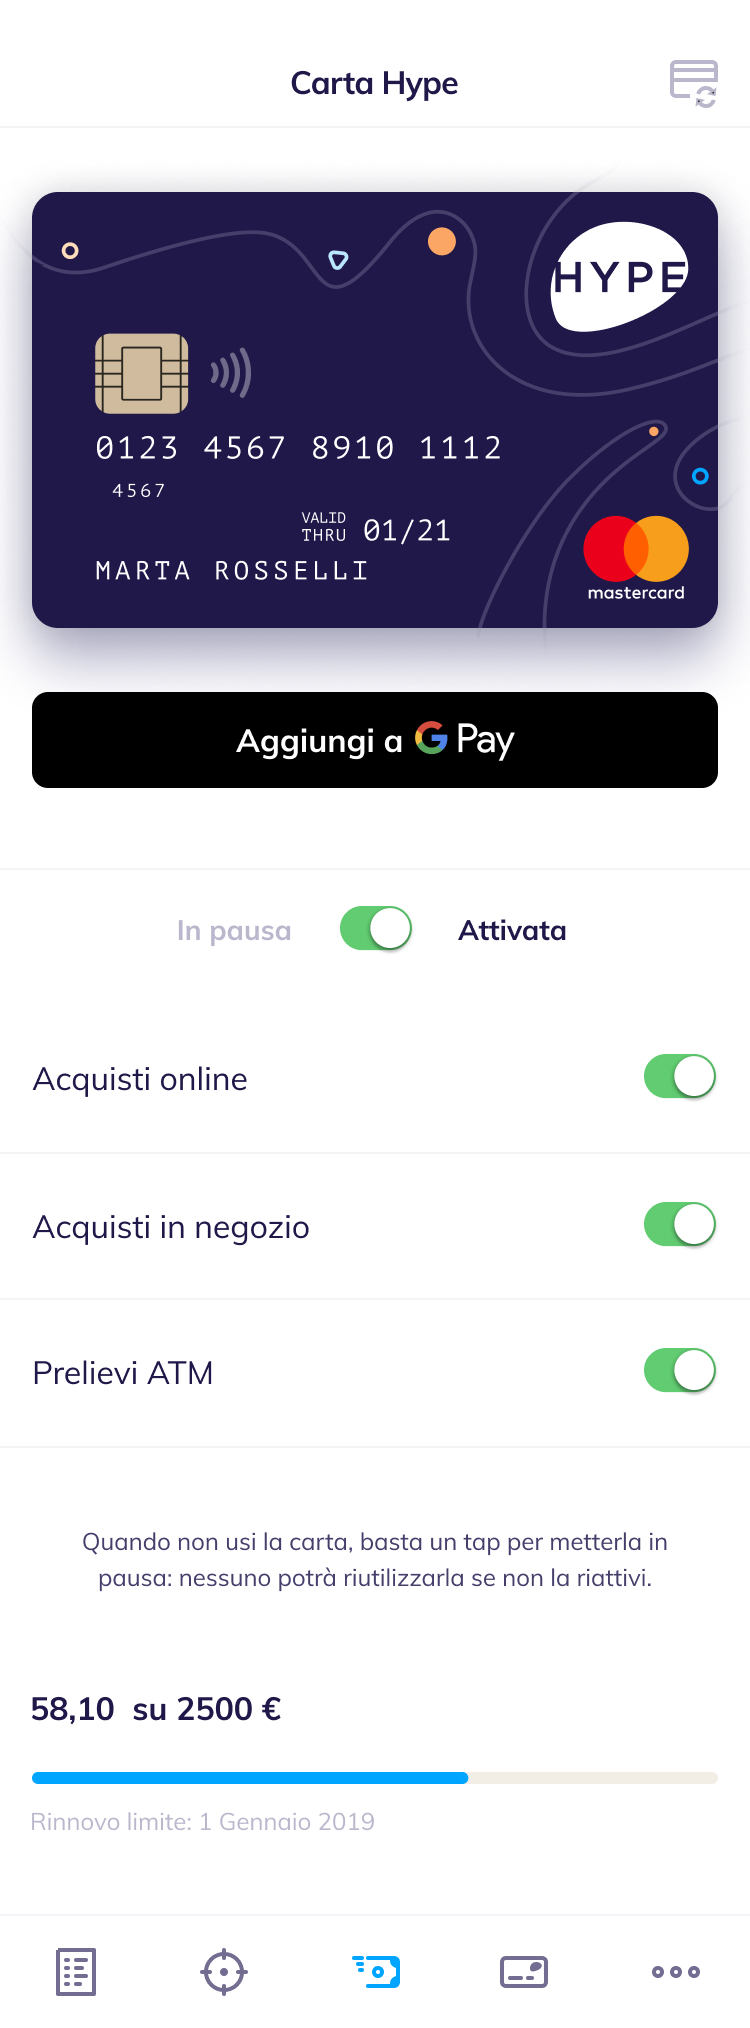 Carta Hype
HYPE
0123 4567 8910 1112
4567
VALID
THRU 01/21
MARTA ROSSELLI
mastercard
Aggiungi a G Pay
In pausa Attivata
Acquisti online
Acquisti in negozio
Prelievi ATM
Quando non usi la carta, basta un tap per metterla in
pausa: nessuno potrà riutilizzarla se non la riattivi.
58,10 su 2500 €
Rinnovo limite: 1 Gennaio 2019